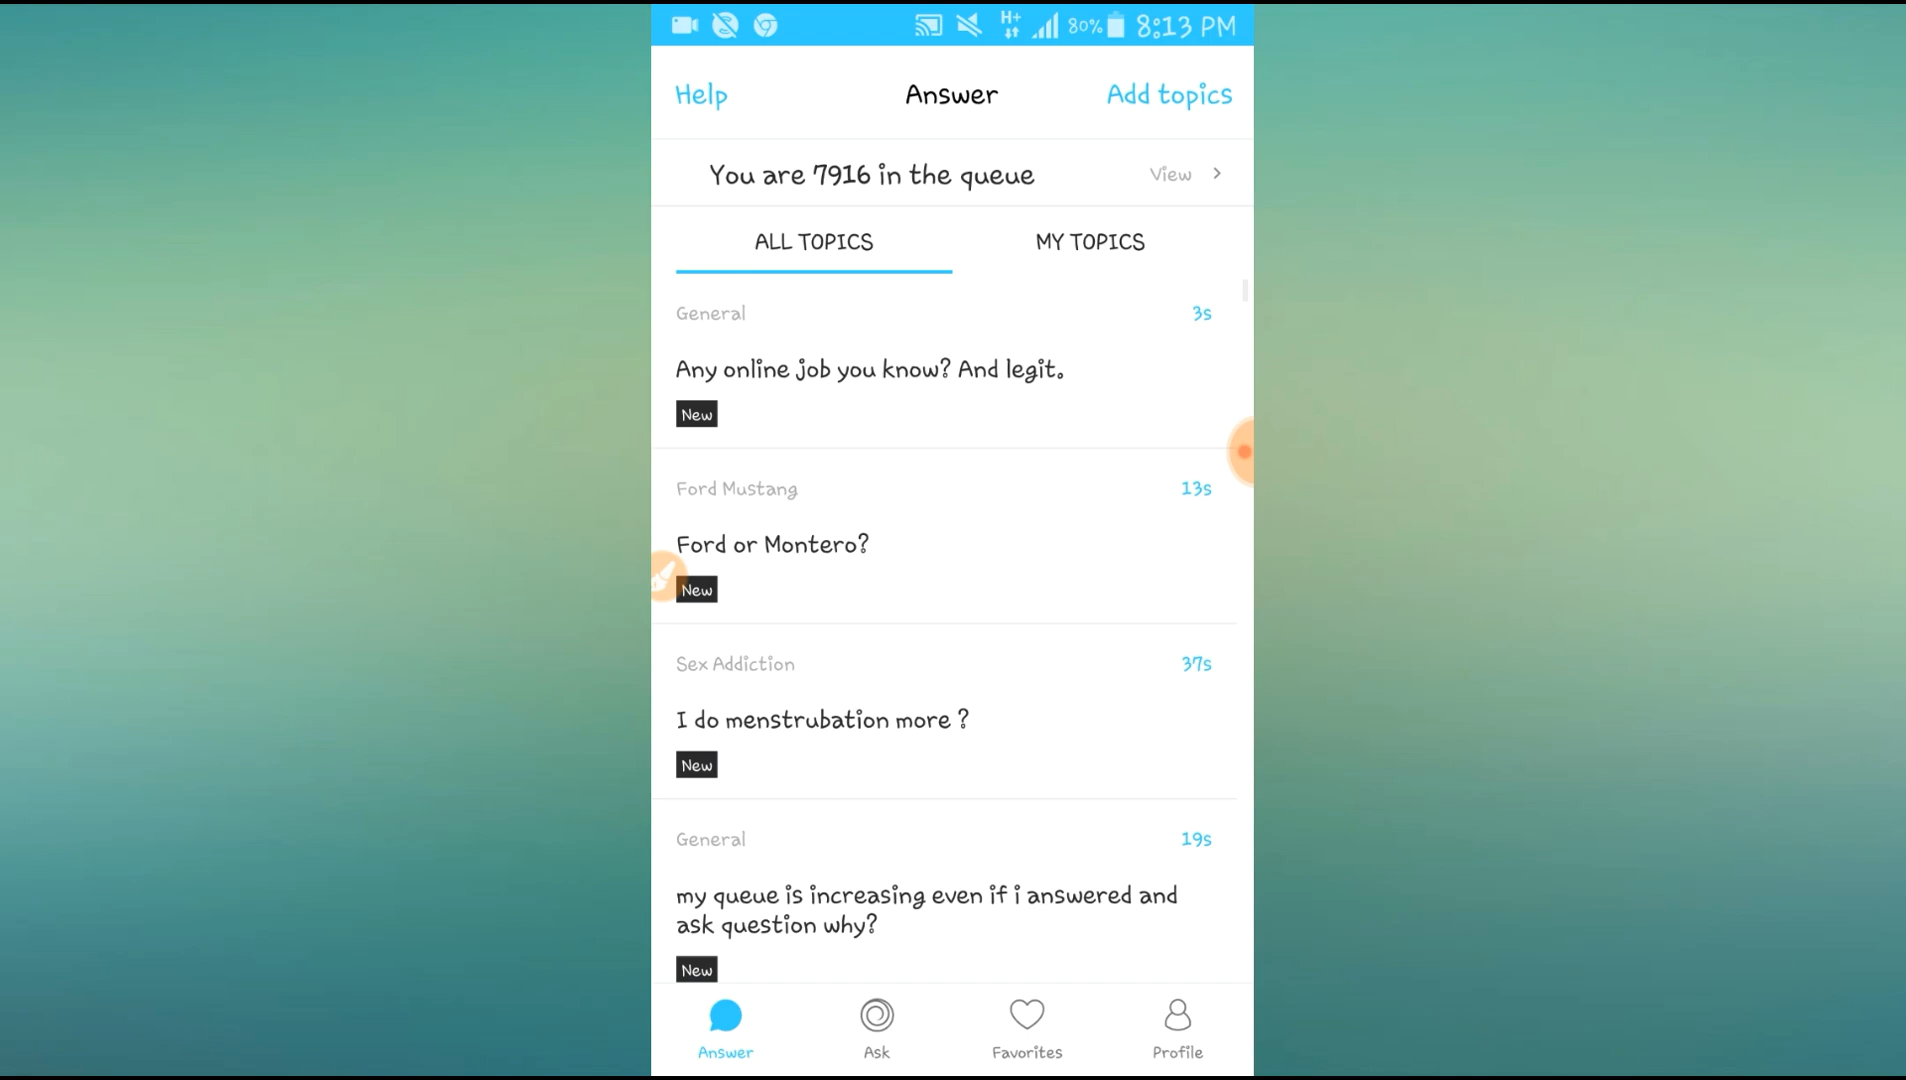 H+ 80% 8:13 PM
Help Answer Add topics
You are 7916 in the queue View
ALL TOPICS MY TOPICS
General 3s
Any online job you know? And legit.
New
Ford Mustang 13s
Ford or Montero?
New
Sex Addiction 37s
I do menstrubation more ?
New
General 19s
my queue is increasing even if i answered and
ask question why?
New
Answer Ask Favorites Profile